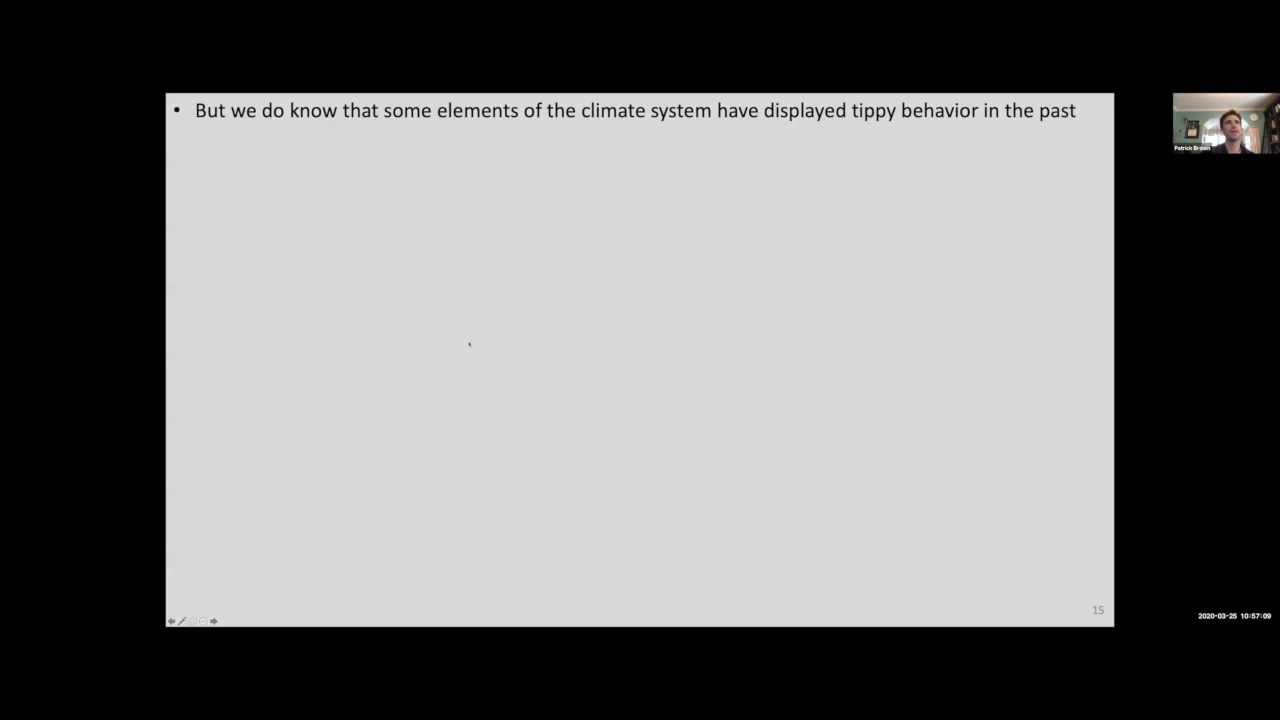 • But we do know that some elements of the climate system have displayed tippy behavior in the past
Patrick Brown
15
2020-03-25 10:57:09